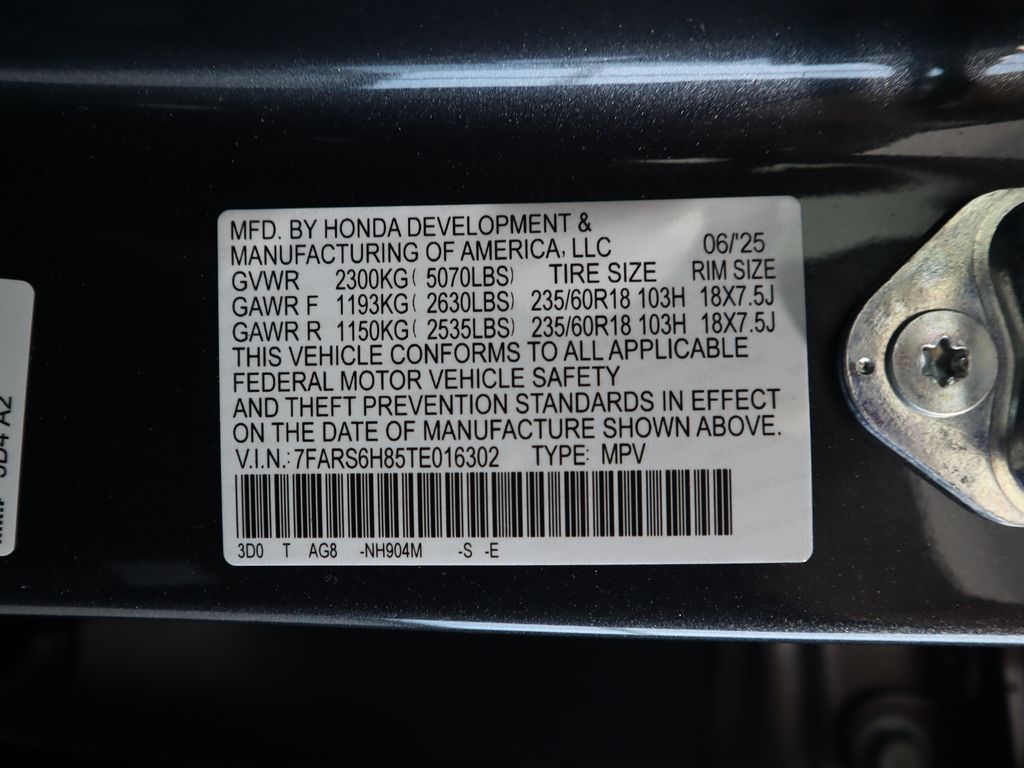 MFD. BY HONDA DEVELOPMENT &
MANUFACTURING OF AMERICA, LLC 06/'25
GVWR 2300KG( 5070LBS) TIRE SIZE RIM SIZE
GAWR F 1193KG( 2630LBS) 235/60R18 103H 18X7.5J
GAWR R 1150KG( 2535LBS) 235/60R18 103H 18X7.5J
THIS VEHICLE CONFORMS TO ALL APPLICABLE
FEDERAL MOTOR VEHICLE SAFETY
AND THEFT PREVENTION STANDARDS IN EFFECT
ON THE DATE OF MANUFACTURE SHOWN ABOVE.
V.I.N.:7FARS6H85TE016302 TYPE: MPV
3D0 T AG8 -NH904M -S -E
A2